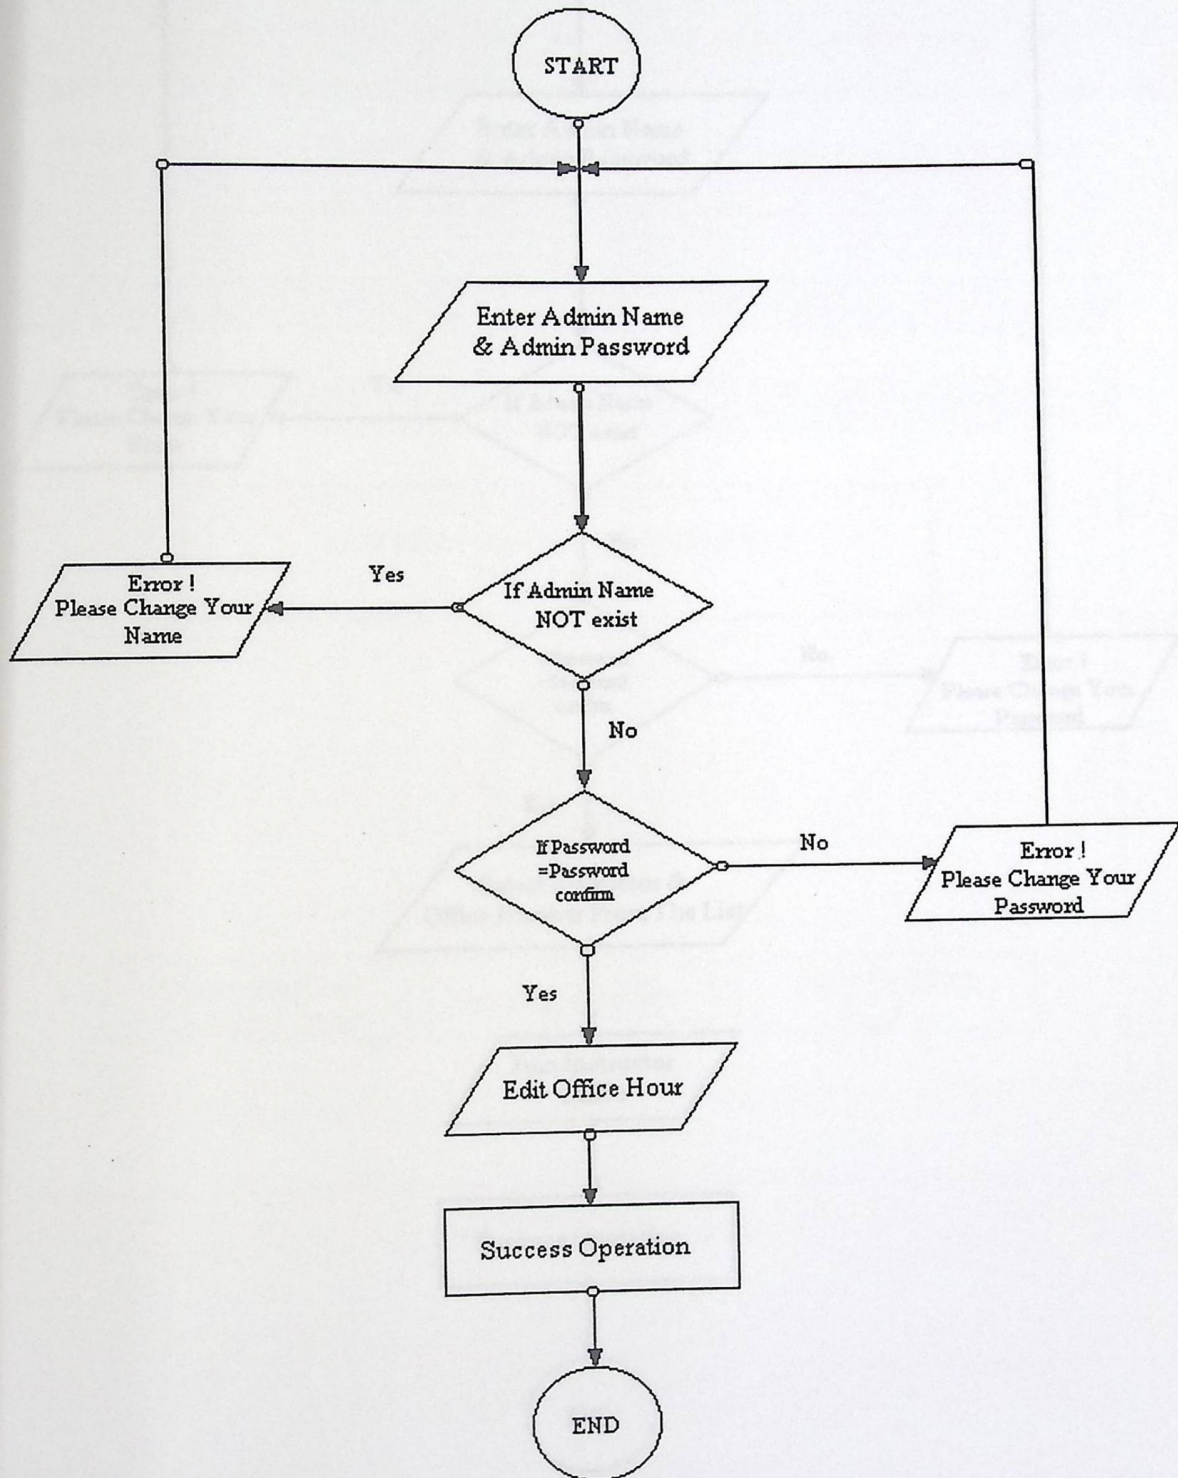 START
Enter Admin Name
& Admin Password
If Admin Name
NOT exist
Yes
Error !
Please Change Your
Name
No
If Password
=Password
confirm
No
Error !
Please Change Your
Password
Yes
Edit Office Hour
Success Operation
END